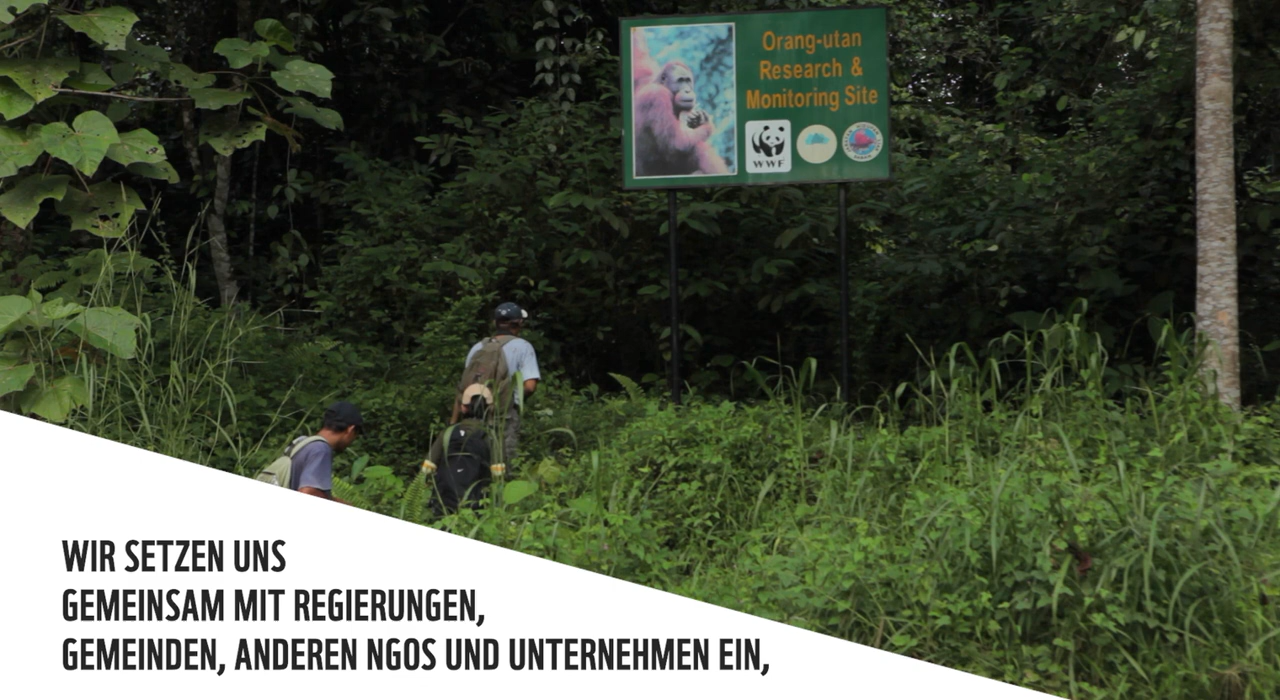 Orang-utan
Research &
Monitoring Site
WWF
WIR SETZEN UNS
GEMEINSAM MIT REGIERUNGEN,
GEMEINDEN, ANDEREN NGOS UND UNTERNEHMEN EIN,